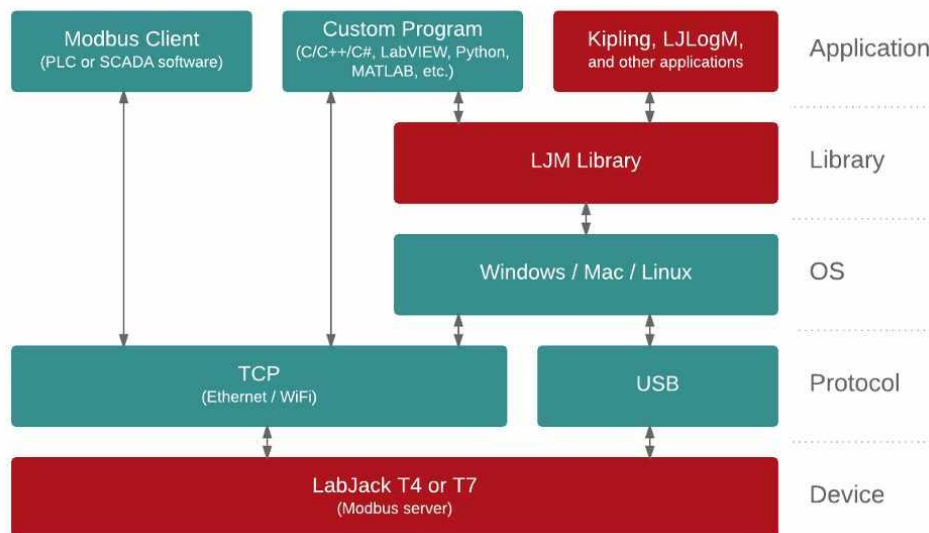 Modbus Client
(PLC or SCADA software)
Custom Program
(C/C++/C#, LabVIEW, Python,
MATLAB, etc.)
Kipling, LJLogM,
and other applications
Application
LJM Library
Library
Windows / Mac / Linux
OS
TCP
(Ethernet / WiFi)
USB
Protocol
LabJack T4 or T7
(Modbus server)
Device